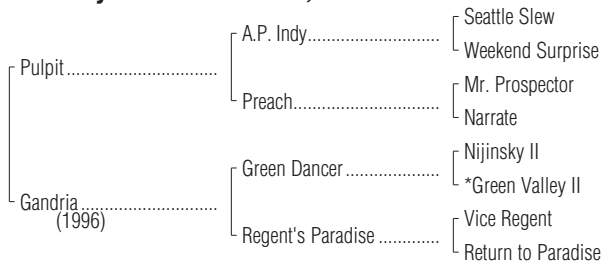 Seattle Slew
A.P. Indy..................................
Weekend Surprise
Pulpit ...............................
Mr. Prospector
Preach.....................................
Narrate
Nijinsky II
Green Dancer .....................
*Green Valley II
Gandria ............................
(1996)
Vice Regent
Regent's Paradise .............
Return to Paradise